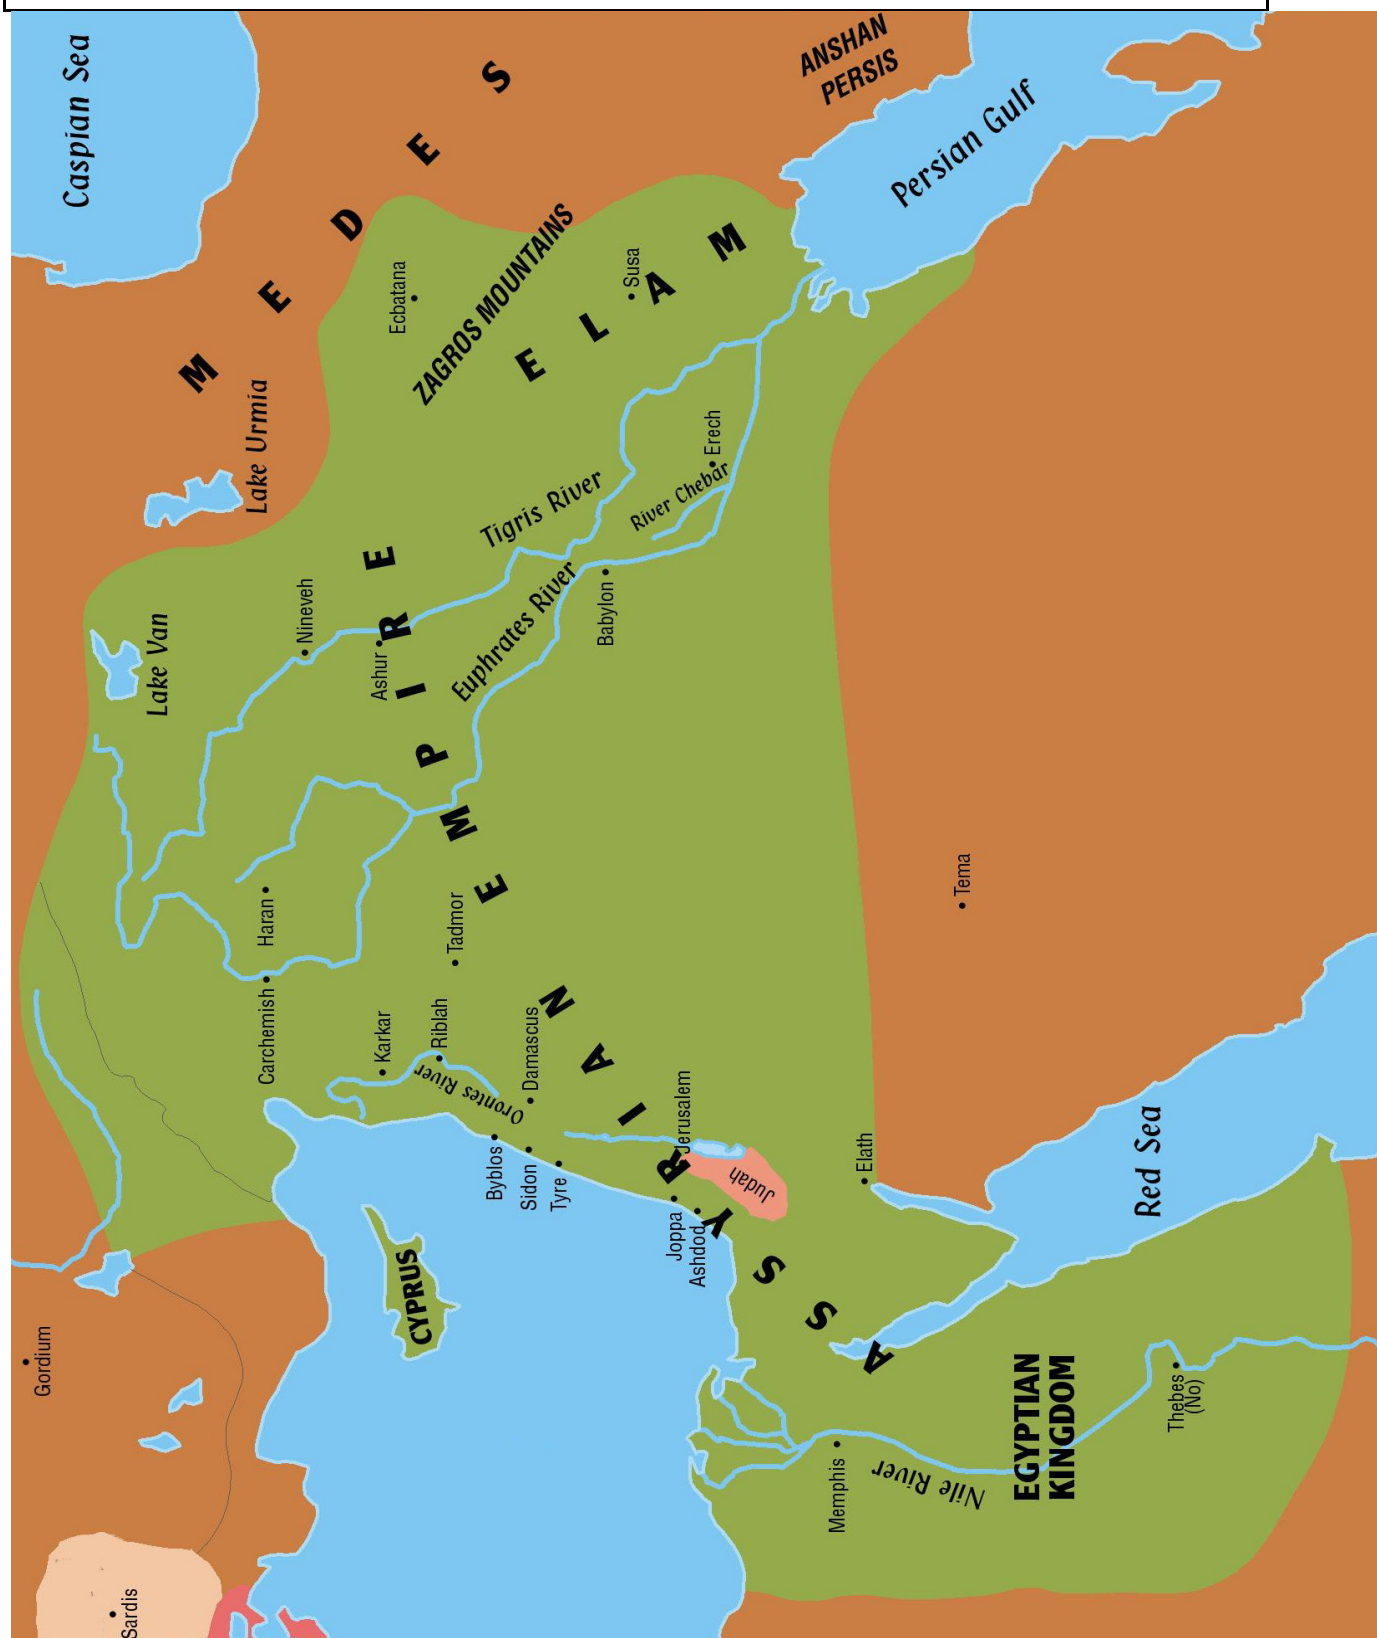 Caspian Sea
MEDES
ANSHAN
PERSIS
Persian Gulf
Lake Urmia
Ecbatana
ZAGROS MOUNTAINS
ELAM
Susa
Lake Van
Nineveh
Ashur
Tigris River
Euphrates River
River Chebar
Erech
Babylon
ASSYRIAN EMPIRE
Haran
Carchemish
Tadmor
Karkar
Riblah
Orontes River
Damascus
Byblos
Sidon
Tyre
Jerusalem
Judah
Joppa
Ashdod
Elath
Tema
Red Sea
CYPRUS
Gordium
Sardis
Memphis
Nile River
EGYPTIAN
KINGDOM
Thebes
(No)